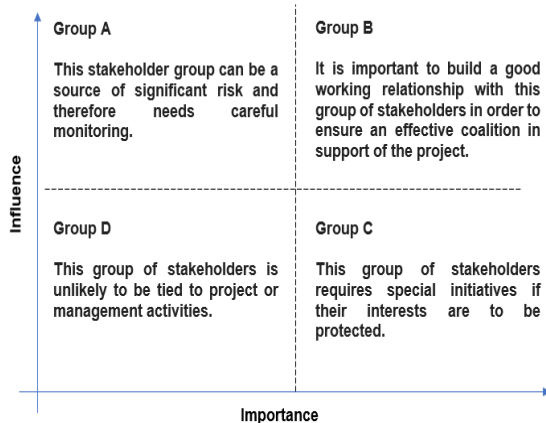 Group A
This stakeholder group can be a
source of significant risk and
therefore needs careful
monitoring.
Group B
It is important to build a good
working relationship with this
group of stakeholders in order to
ensure an effective coalition in
support of the project.
Influence
Group D
This group of stakeholders is
unlikely to be tied to project or
management activities.
Group C
This group of stakeholders
requires special initiatives if
their interests are to be
protected.
Importance